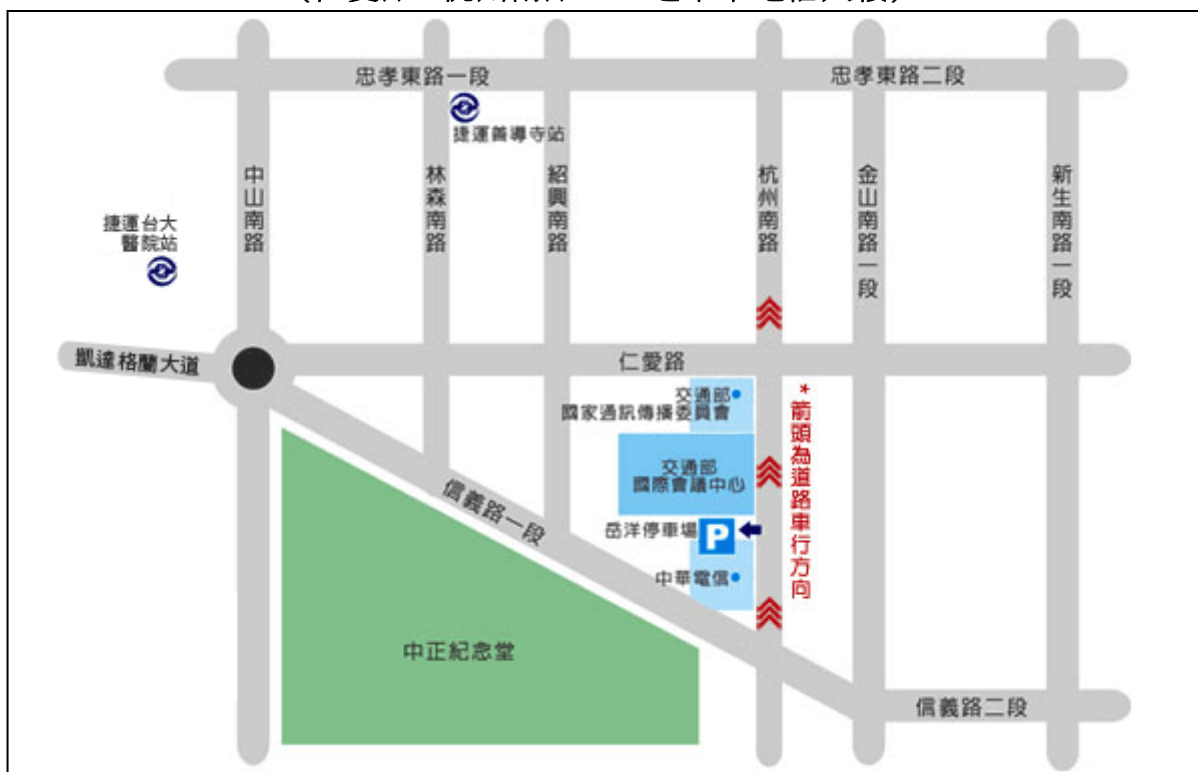 忠孝東路一段
忠孝東路二段
捷運善導寺站
中山南路
林森南路
紹興南路
杭州南路
金山南路一段
新生南路一段
捷運台大
醫院站
凱達格蘭大道
仁愛路
交通部
國家通訊傳播委員會
交通部
國際會議中心
*箭頭為道路車行方向
信義路一段
岳洋停車場
P
中華電信
中正紀念堂
信義路二段